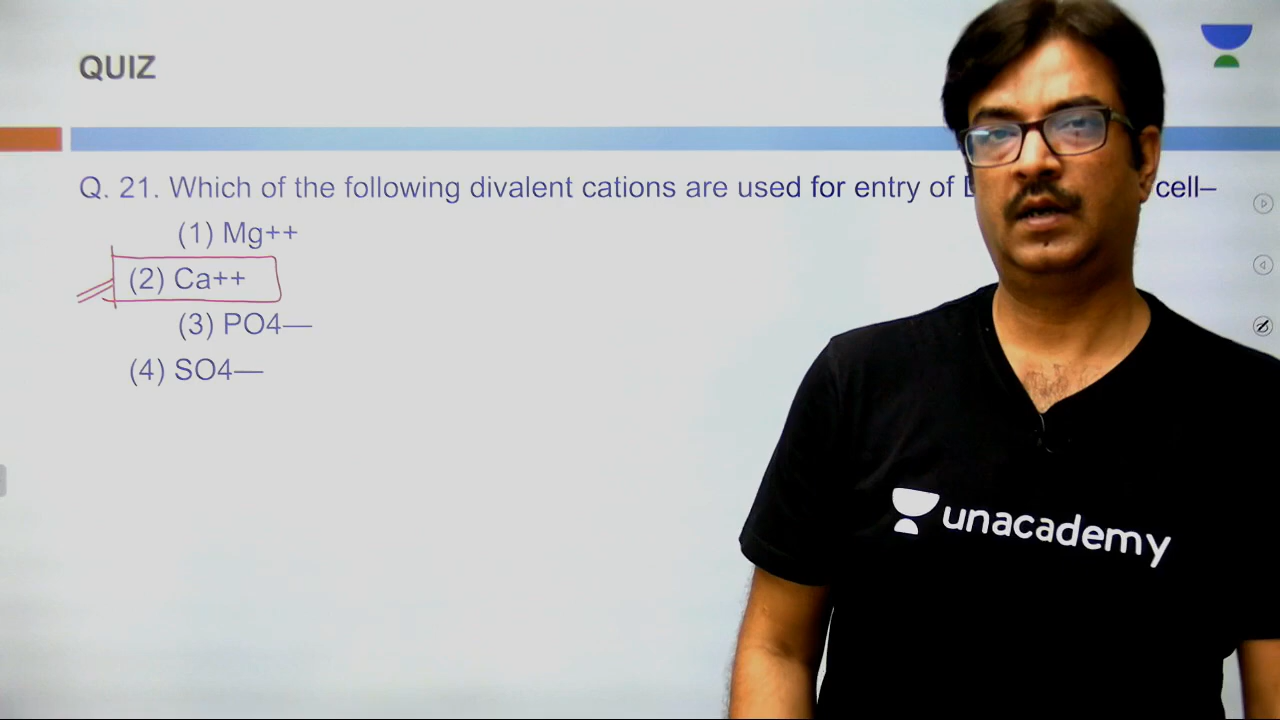 QUIZ
Q. 21. Which of the following divalent cations are used for entry of cell–
(1) Mg++
(2) Ca++
(3) PO4—
(4) SO4—
unacademy